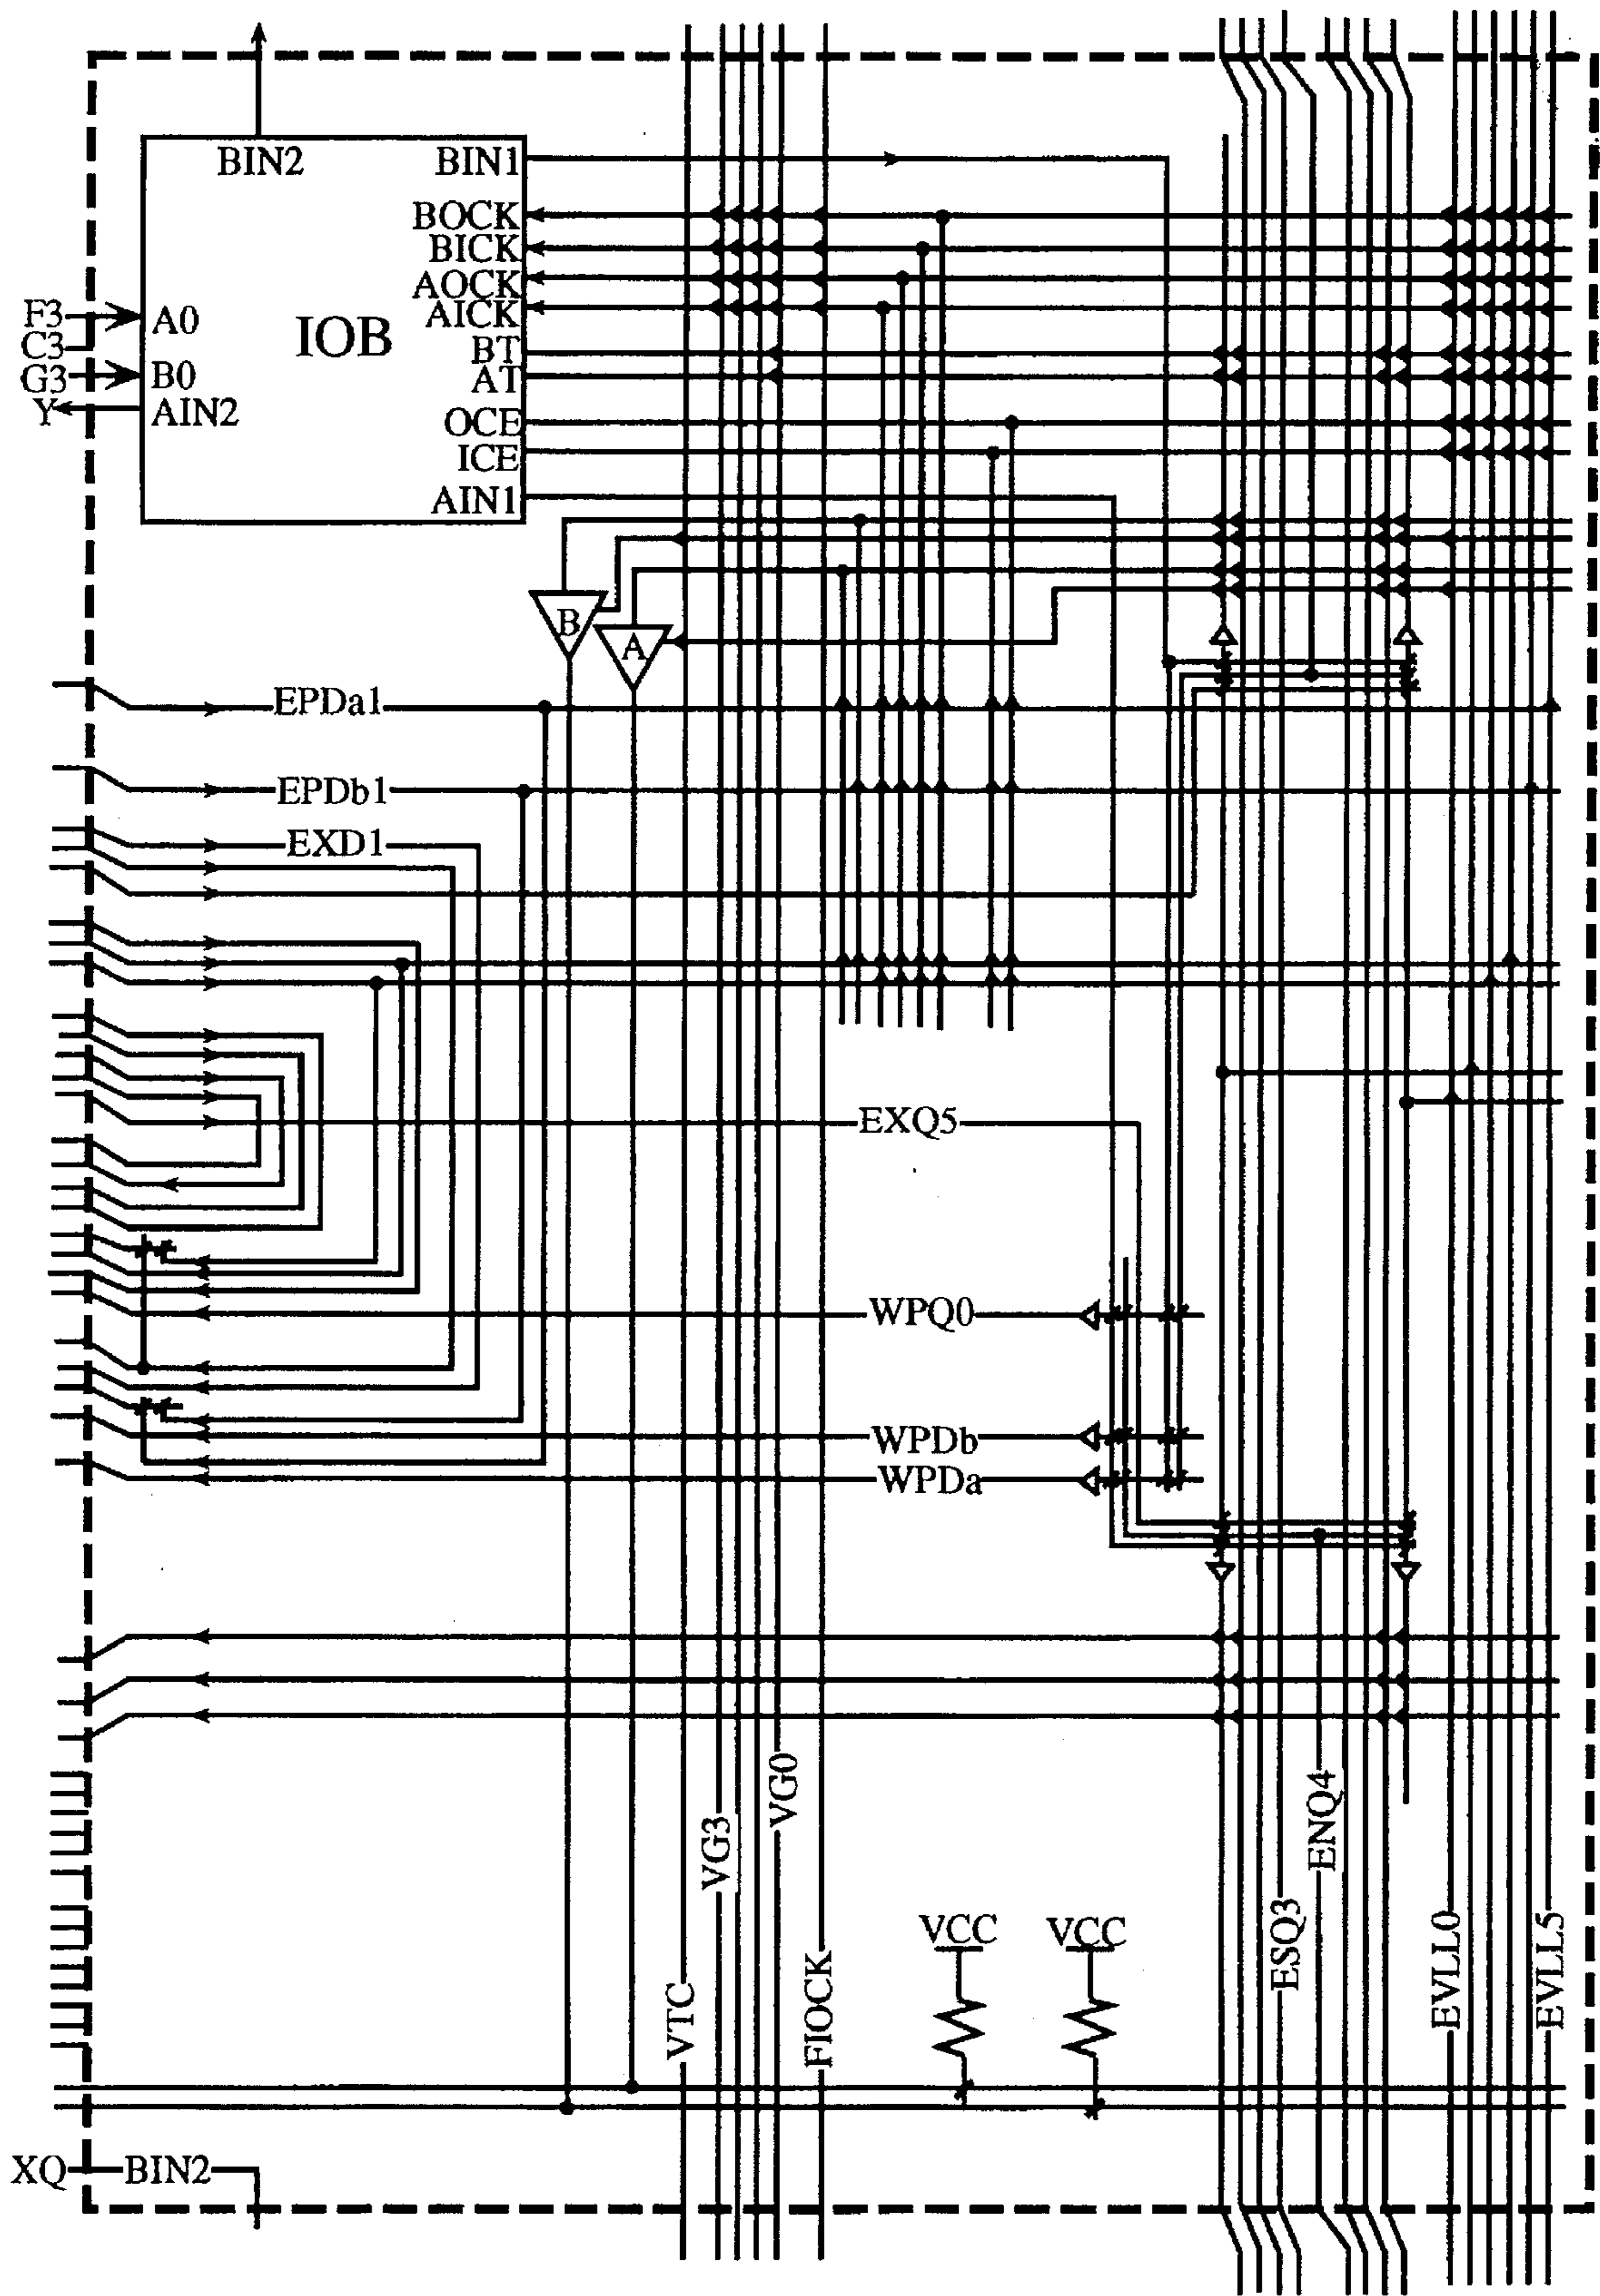 BIN2 BIN1
BOCK
BICK
AOCK
F3 A0 IOB AICK
C3
BT
G3 B0 AT
Y AIN2 OCE
ICE
AIN1
B
A
EPDa1
EPDb1
EXD1
EXQ5
WPQ0
WPDb
WPDa
VG0
VG3
ENQ4
ESQ3
VCC VCC
EVLL0
EVLL5
VTC
FIOCK
XQ BIN2